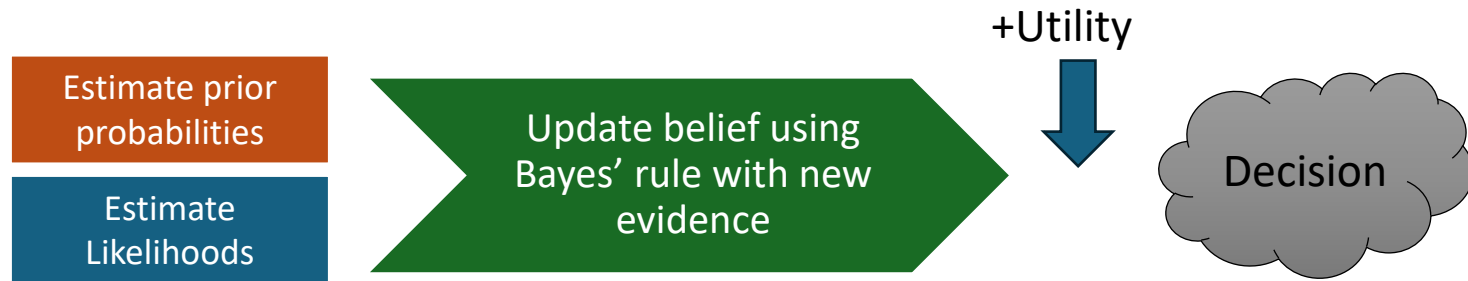 +Utility
Estimate prior
probabilities
Update belief using
Bayes’ rule with new
evidence
Decision
Estimate
Likelihoods